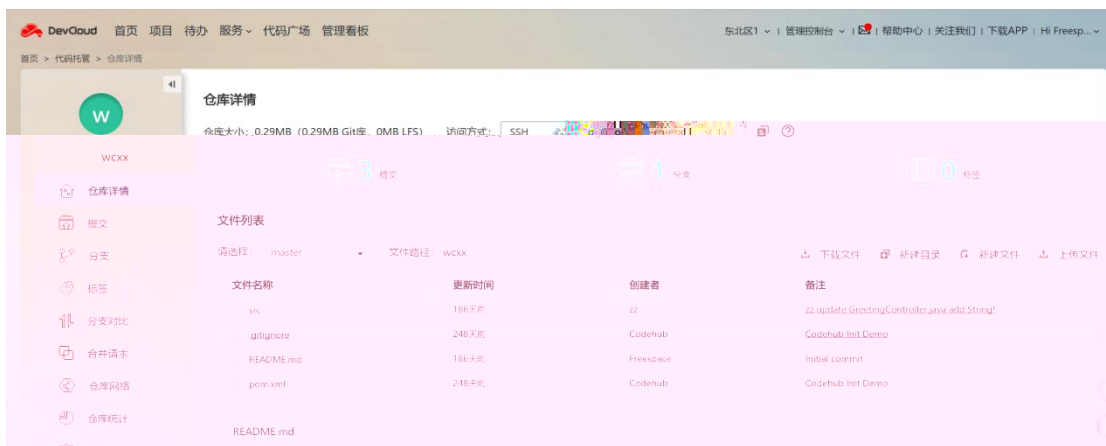 DevCloud 首页 项目 待办 服务 代码广场 管理看板 东北区1 | 管理控制台 | | 帮助中心 | 关注我们 | 下载APP | Hi Freesp...
首页 > 代码托管 > 仓库详情
W
wcxx
仓库详情
提交
分支
标签
分支对比
合并请求
仓库网络
仓库统计
仓库详情
仓库大小: 0.29MB (0.29MB Git库, 0MB LFS) 访问方式: SSH
3 提交 1 分支 0 标签
文件列表
请选择: master 文件路径: wcxx 下载文件 新建目录 新建文件 上传文件
文件名称 更新时间 创建者 备注
src 186天前 zz zz update GreetingController.java add String!
.gitignore 248天前 Codehub Codehub Init Demo
README.md 186天前 Freespace Initial commit
pom.xml 248天前 Codehub Codehub Init Demo
README.md